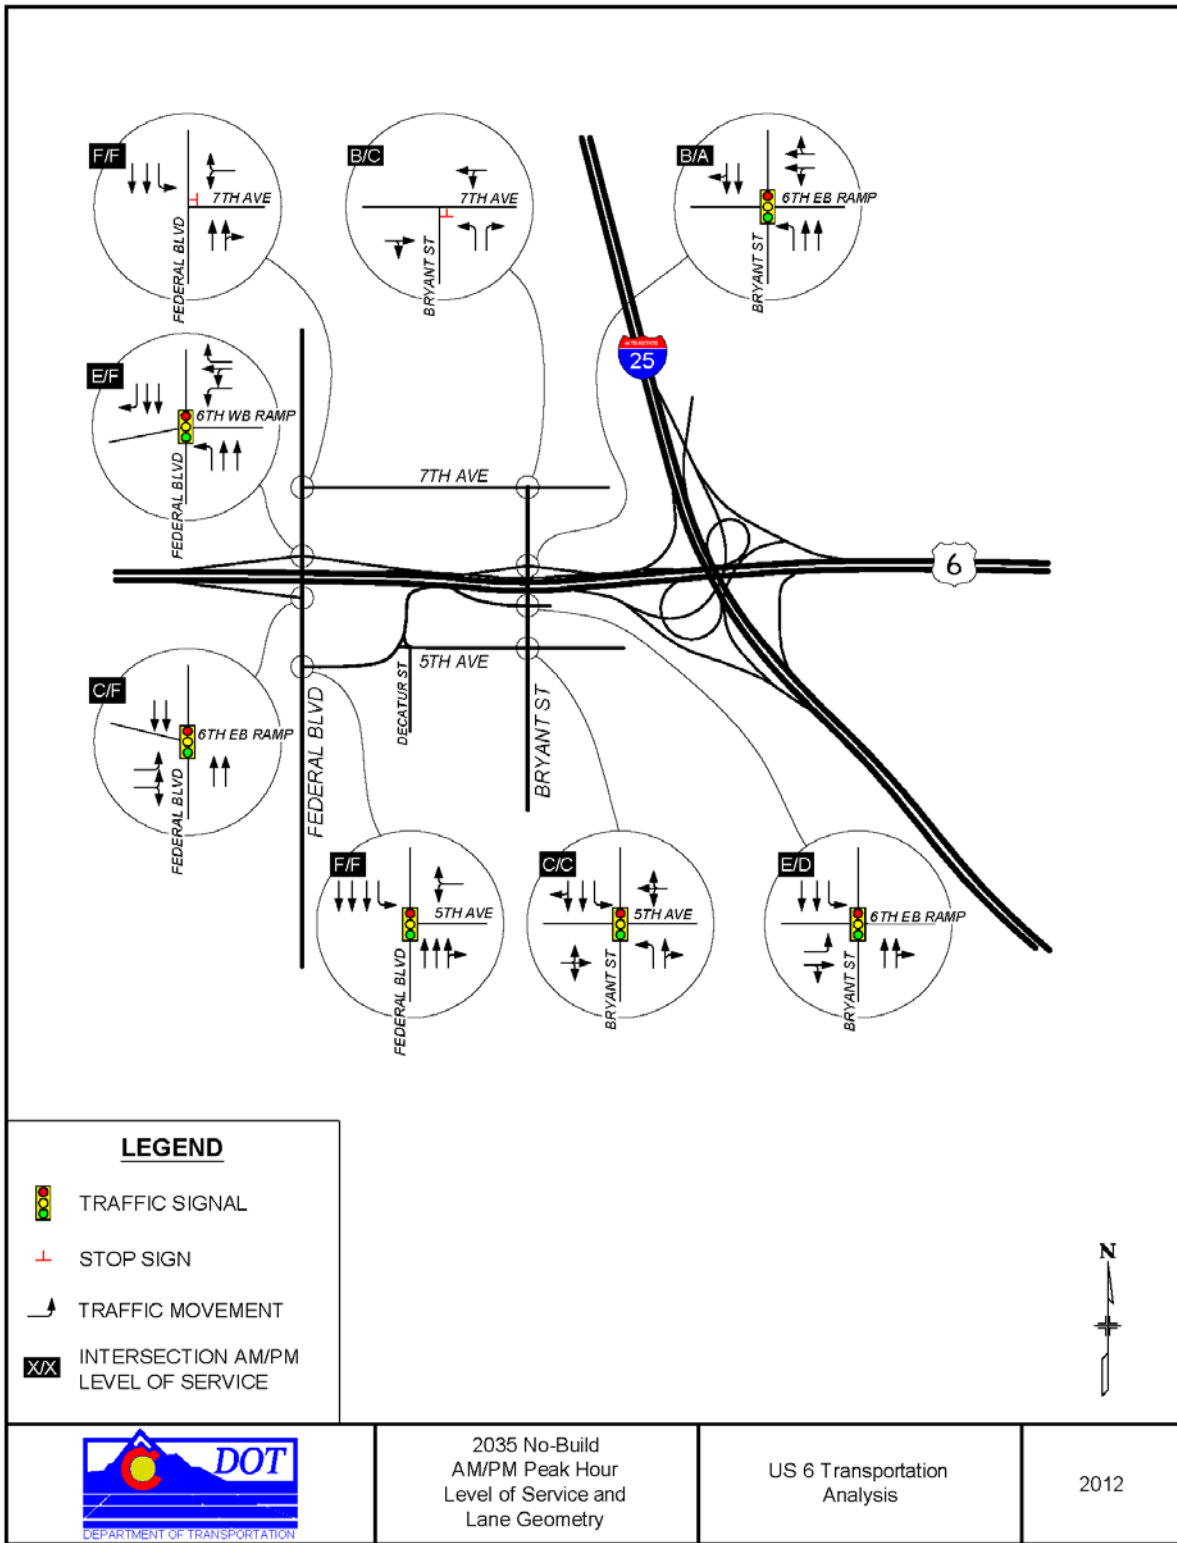 F/F
7TH AVE
FEDERAL BLVD
B/C
7TH AVE
BRYANT ST
B/A
6TH EB RAMP
BRYANT ST
INTERSTATE
25
E/F
6TH WB RAMP
FEDERAL BLVD
7TH AVE
6
C/F
6TH EB RAMP
FEDERAL BLVD
5TH AVE
DECATUR ST
FEDERAL BLVD
BRYANT ST
F/F
5TH AVE
FEDERAL BLVD
C/C
5TH AVE
BRYANT ST
E/D
6TH EB RAMP
BRYANT ST
LEGEND
TRAFFIC SIGNAL
STOP SIGN
TRAFFIC MOVEMENT
X/X
INTERSECTION AM/PM
LEVEL OF SERVICE
N
C DOT
DEPARTMENT OF TRANSPORTATION
2035 No-Build
AM/PM Peak Hour
Level of Service and
Lane Geometry
US 6 Transportation
Analysis
2012